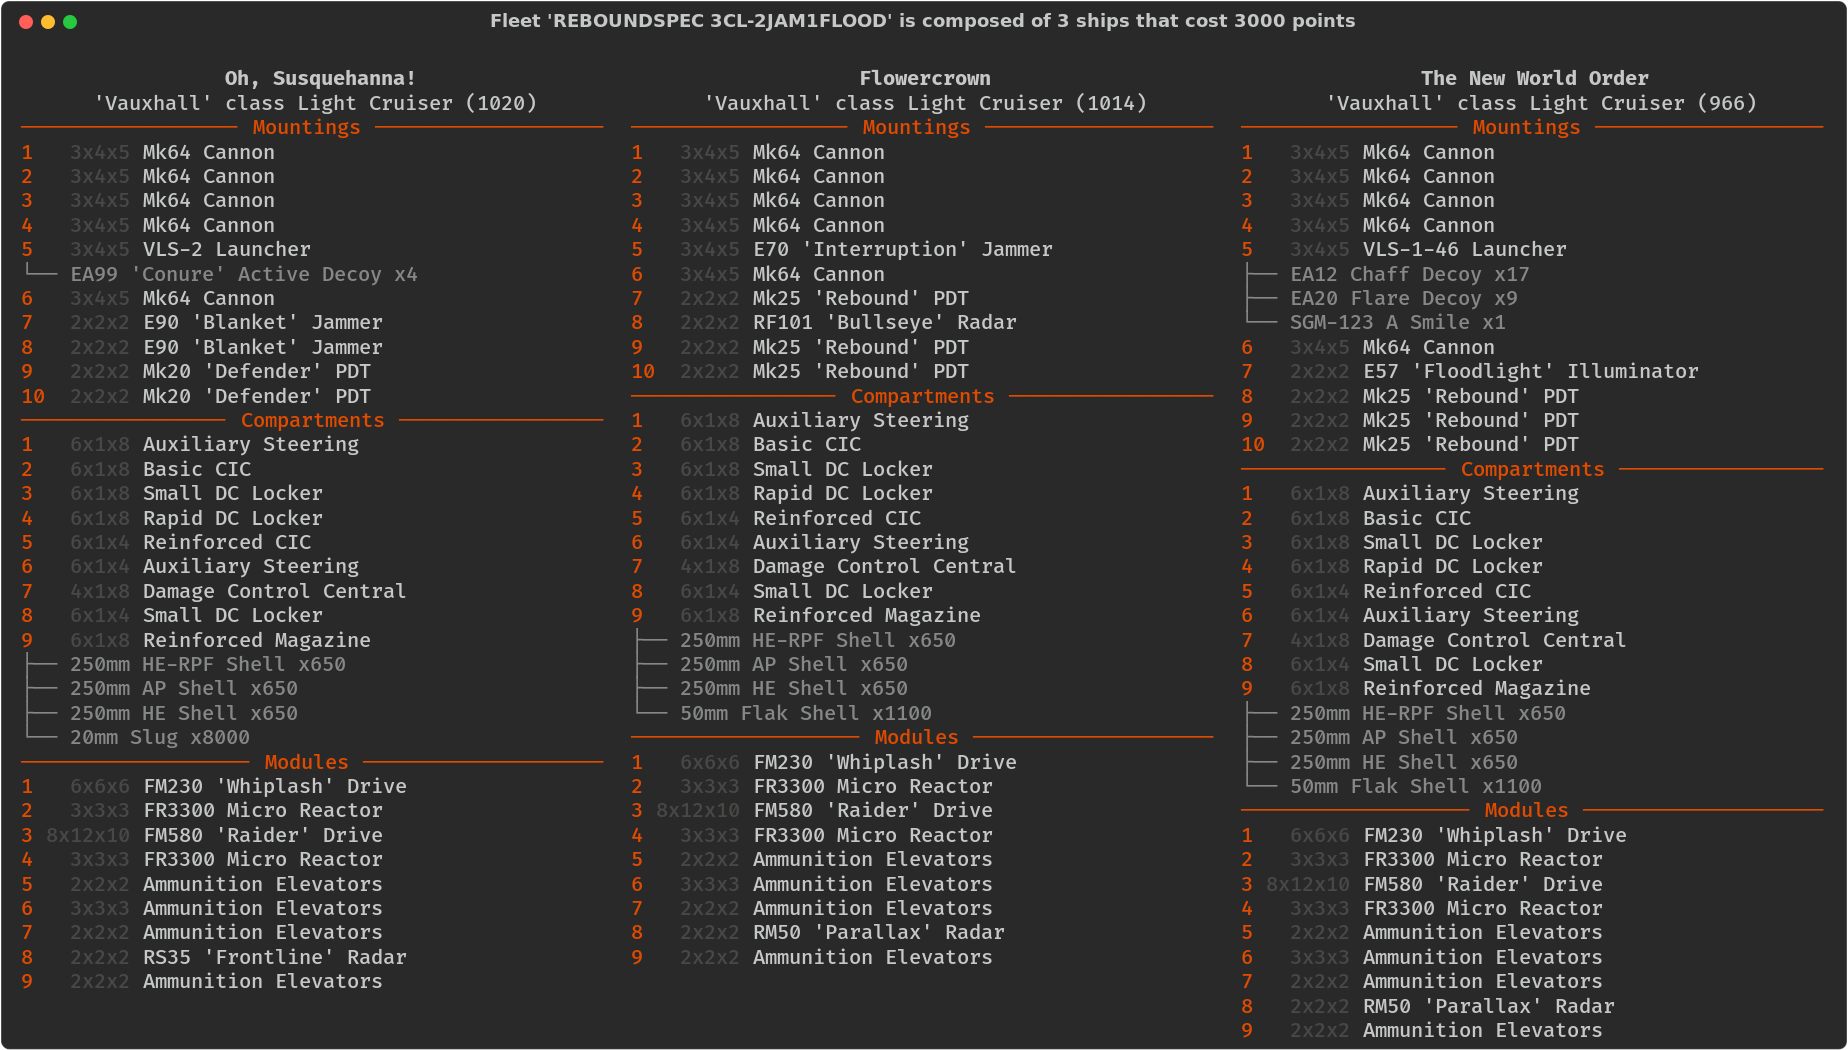 Fleet 'REBOUNDSPEC 3CL-2JAM1FLOOD' is composed of 3 ships that cost 3000 points
Oh, Susquehanna!
'Vauxhall' class Light Cruiser (1020)
Mountings
1 3x4x5 Mk64 Cannon
2 3x4x5 Mk64 Cannon
3 3x4x5 Mk64 Cannon
4 3x4x5 Mk64 Cannon
5 3x4x5 VLS-2 Launcher
EA99 'Conure' Active Decoy x4
6 3x4x5 Mk64 Cannon
7 2x2x2 E90 'Blanket' Jammer
8 2x2x2 E90 'Blanket' Jammer
9 2x2x2 Mk20 'Defender' PDT
10 2x2x2 Mk20 'Defender' PDT
Compartments
1 6x1x8 Auxiliary Steering
2 6x1x8 Basic CIC
3 6x1x8 Small DC Locker
4 6x1x8 Rapid DC Locker
5 6x1x4 Reinforced CIC
6 6x1x4 Auxiliary Steering
7 4x1x8 Damage Control Central
8 6x1x4 Small DC Locker
9 6x1x8 Reinforced Magazine
250mm HE-RPF Shell x650
250mm AP Shell x650
250mm HE Shell x650
20mm Slug x8000
Modules
1 6x6x6 FM230 'Whiplash' Drive
2 3x3x3 FR3300 Micro Reactor
3 8x12x10 FM580 'Raider' Drive
4 3x3x3 FR3300 Micro Reactor
5 2x2x2 Ammunition Elevators
6 3x3x3 Ammunition Elevators
7 2x2x2 Ammunition Elevators
8 2x2x2 RS35 'Frontline' Radar
9 2x2x2 Ammunition Elevators
Flowercrown
'Vauxhall' class Light Cruiser (1014)
Mountings
1 3x4x5 Mk64 Cannon
2 3x4x5 Mk64 Cannon
3 3x4x5 Mk64 Cannon
4 3x4x5 Mk64 Cannon
5 3x4x5 E70 'Interruption' Jammer
6 3x4x5 Mk64 Cannon
7 2x2x2 Mk25 'Rebound' PDT
8 2x2x2 RF101 'Bullseye' Radar
9 2x2x2 Mk25 'Rebound' PDT
10 2x2x2 Mk25 'Rebound' PDT
Compartments
1 6x1x8 Auxiliary Steering
2 6x1x8 Basic CIC
3 6x1x8 Small DC Locker
4 6x1x8 Rapid DC Locker
5 6x1x4 Reinforced CIC
6 6x1x4 Auxiliary Steering
7 4x1x8 Damage Control Central
8 6x1x4 Small DC Locker
9 6x1x8 Reinforced Magazine
250mm HE-RPF Shell x650
250mm AP Shell x650
250mm HE Shell x650
50mm Flak Shell x1100
Modules
1 6x6x6 FM230 'Whiplash' Drive
2 3x3x3 FR3300 Micro Reactor
3 8x12x10 FM580 'Raider' Drive
4 3x3x3 FR3300 Micro Reactor
5 2x2x2 Ammunition Elevators
6 3x3x3 Ammunition Elevators
7 2x2x2 Ammunition Elevators
8 2x2x2 RM50 'Parallax' Radar
9 2x2x2 Ammunition Elevators
The New World Order
'Vauxhall' class Light Cruiser (966)
Mountings
1 3x4x5 Mk64 Cannon
2 3x4x5 Mk64 Cannon
3 3x4x5 Mk64 Cannon
4 3x4x5 Mk64 Cannon
5 3x4x5 VLS-1-46 Launcher
EA12 Chaff Decoy x17
EA20 Flare Decoy x9
SGM-123 A Smile x1
6 3x4x5 Mk64 Cannon
7 2x2x2 E57 'Floodlight' Illuminator
8 2x2x2 Mk25 'Rebound' PDT
9 2x2x2 Mk25 'Rebound' PDT
10 2x2x2 Mk25 'Rebound' PDT
Compartments
1 6x1x8 Auxiliary Steering
2 6x1x8 Basic CIC
3 6x1x8 Small DC Locker
4 6x1x8 Rapid DC Locker
5 6x1x4 Reinforced CIC
6 6x1x4 Auxiliary Steering
7 4x1x8 Damage Control Central
8 6x1x4 Small DC Locker
9 6x1x8 Reinforced Magazine
250mm HE-RPF Shell x650
250mm AP Shell x650
250mm HE Shell x650
50mm Flak Shell x1100
Modules
1 6x6x6 FM230 'Whiplash' Drive
2 3x3x3 FR3300 Micro Reactor
3 8x12x10 FM580 'Raider' Drive
4 3x3x3 FR3300 Micro Reactor
5 2x2x2 Ammunition Elevators
6 3x3x3 Ammunition Elevators
7 2x2x2 Ammunition Elevators
8 2x2x2 RM50 'Parallax' Radar
9 2x2x2 Ammunition Elevators